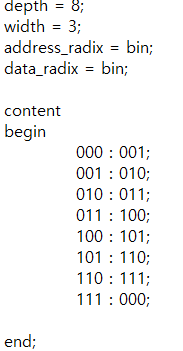 depth = 8;
width = 3;
address_radix = bin;
data_radix = bin;
content
begin
000 : 001;
001 : 010;
010 : 011;
011 : 100;
100 : 101;
101 : 110;
110 : 111;
111 : 000;
end;